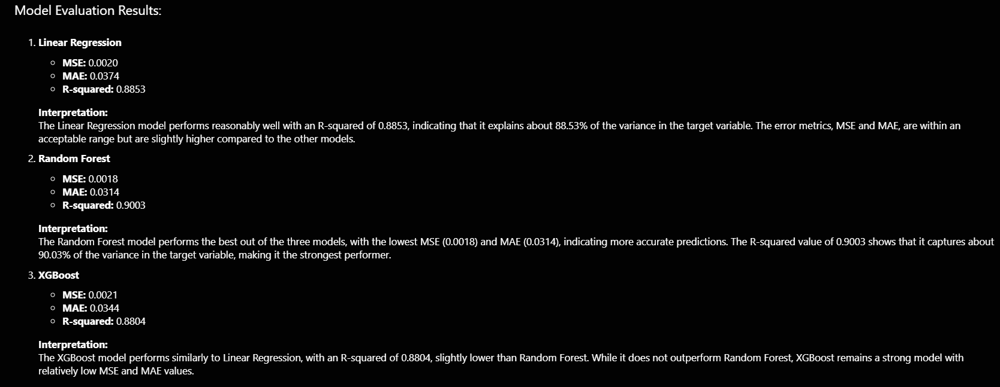 Model Evaluation Results:
1. Linear Regression
MSE: 0.0020
MAE: 0.0374
R-squared: 0.8853
Interpretation:
The Linear Regression model performs reasonably well with an R-squared of 0.8853, indicating that it explains about 88.53% of the variance in the target variable. The error metrics, MSE and MAE, are within an
acceptable range but are slightly higher compared to the other models.
2. Random Forest
MSE: 0.0018
MAE: 0.0314
R-squared: 0.9003
Interpretation:
The Random Forest model performs the best out of the three models, with the lowest MSE (0.0018) and MAE (0.0314), indicating more accurate predictions. The R-squared value of 0.9003 shows that it captures about
90.03% of the variance in the target variable, making it the strongest performer.
3. XGBoost
MSE: 0.0021
MAE: 0.0344
R-squared: 0.8804
Interpretation:
The XGBoost model performs similarly to Linear Regression, with an R-squared of 0.8804, slightly lower than Random Forest. While it does not outperform Random Forest, XGBoost remains a strong model with
relatively low MSE and MAE values.